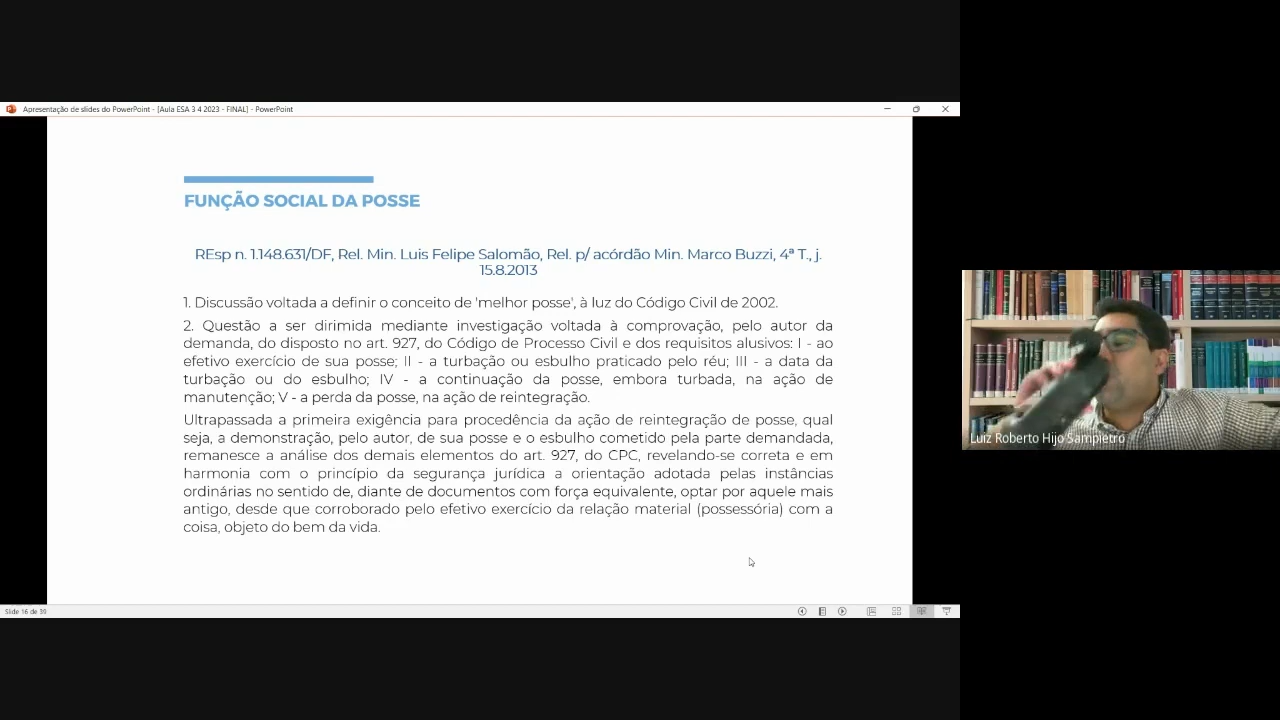 Apresentação de slides do PowerPoint - [Aula ESA 3 4 2023 - FINAL] - PowerPoint
FUNÇÃO SOCIAL DA POSSE
REsp n. 1.148.631/DF, Rel. Min. Luis Felipe Salomão, Rel. p/ acórdão Min. Marco Buzzi, 4ª T., j.
15.8.2013
1. Discussão voltada a definir o conceito de 'melhor posse', à luz do Código Civil de 2002.
2. Questão a ser dirimida mediante investigação voltada à comprovação, pelo autor da
demanda, do disposto no art. 927, do Código de Processo Civil e dos requisitos alusivos: I - ao
efetivo exercício de sua posse; II - a turbação ou esbulho praticado pelo réu; III - a data da
turbação ou do esbulho; IV - a continuação da posse, embora turbada, na ação de
manutenção; V - a perda da posse, na ação de reintegração.
Ultrapassada a primeira exigência para procedência da ação de reintegração de posse, qual
seja, a demonstração, pelo autor, de sua posse e o esbulho cometido pela parte demandada,
remanesce a análise dos demais elementos do art. 927, do CPC, revelando-se correta e em
harmonia com o princípio da segurança jurídica a orientação adotada pelas instâncias
ordinárias no sentido de, diante de documentos com força equivalente, optar por aquele mais
antigo, desde que corroborado pelo efetivo exercício da relação material (possessória) com a
coisa, objeto do bem da vida.
Luiz Roberto Hijo Sampietro
Slide 16 de 39